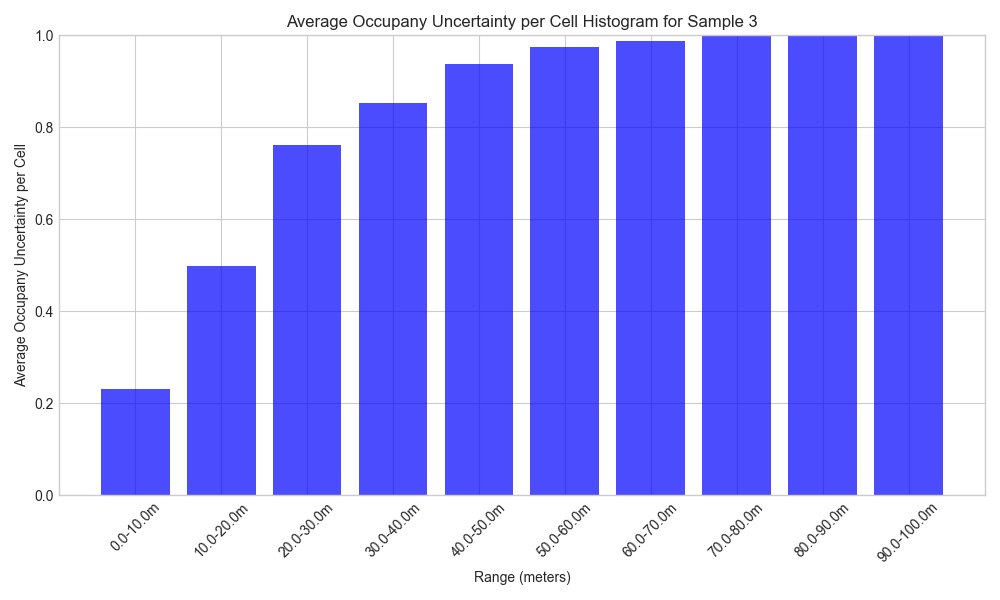 Average Occupany Uncertainty per Cell Histogram for Sample 3
Average Occupany Uncertainty per Cell
1.0
0.8
0.6
0.4
0.2
0.0
0.0-10.0m
10.0-20.0m
20.0-30.0m
30.0-40.0m
40.0-50.0m
50.0-60.0m
60.0-70.0m
70.0-80.0m
80.0-90.0m
90.0-100.0m
Range (meters)